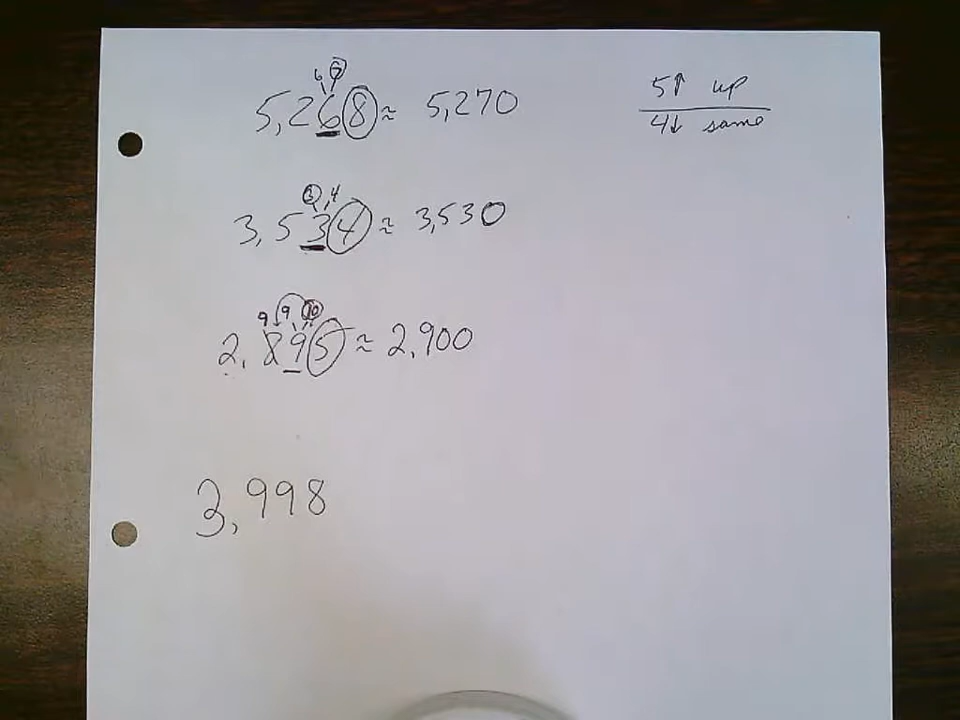 6 7
5,268 ≈ 5,270
5↑ up
4↓ same
3 4
3,534 ≈ 3,530
9 9 10
2,895 ≈ 2,900
3,998